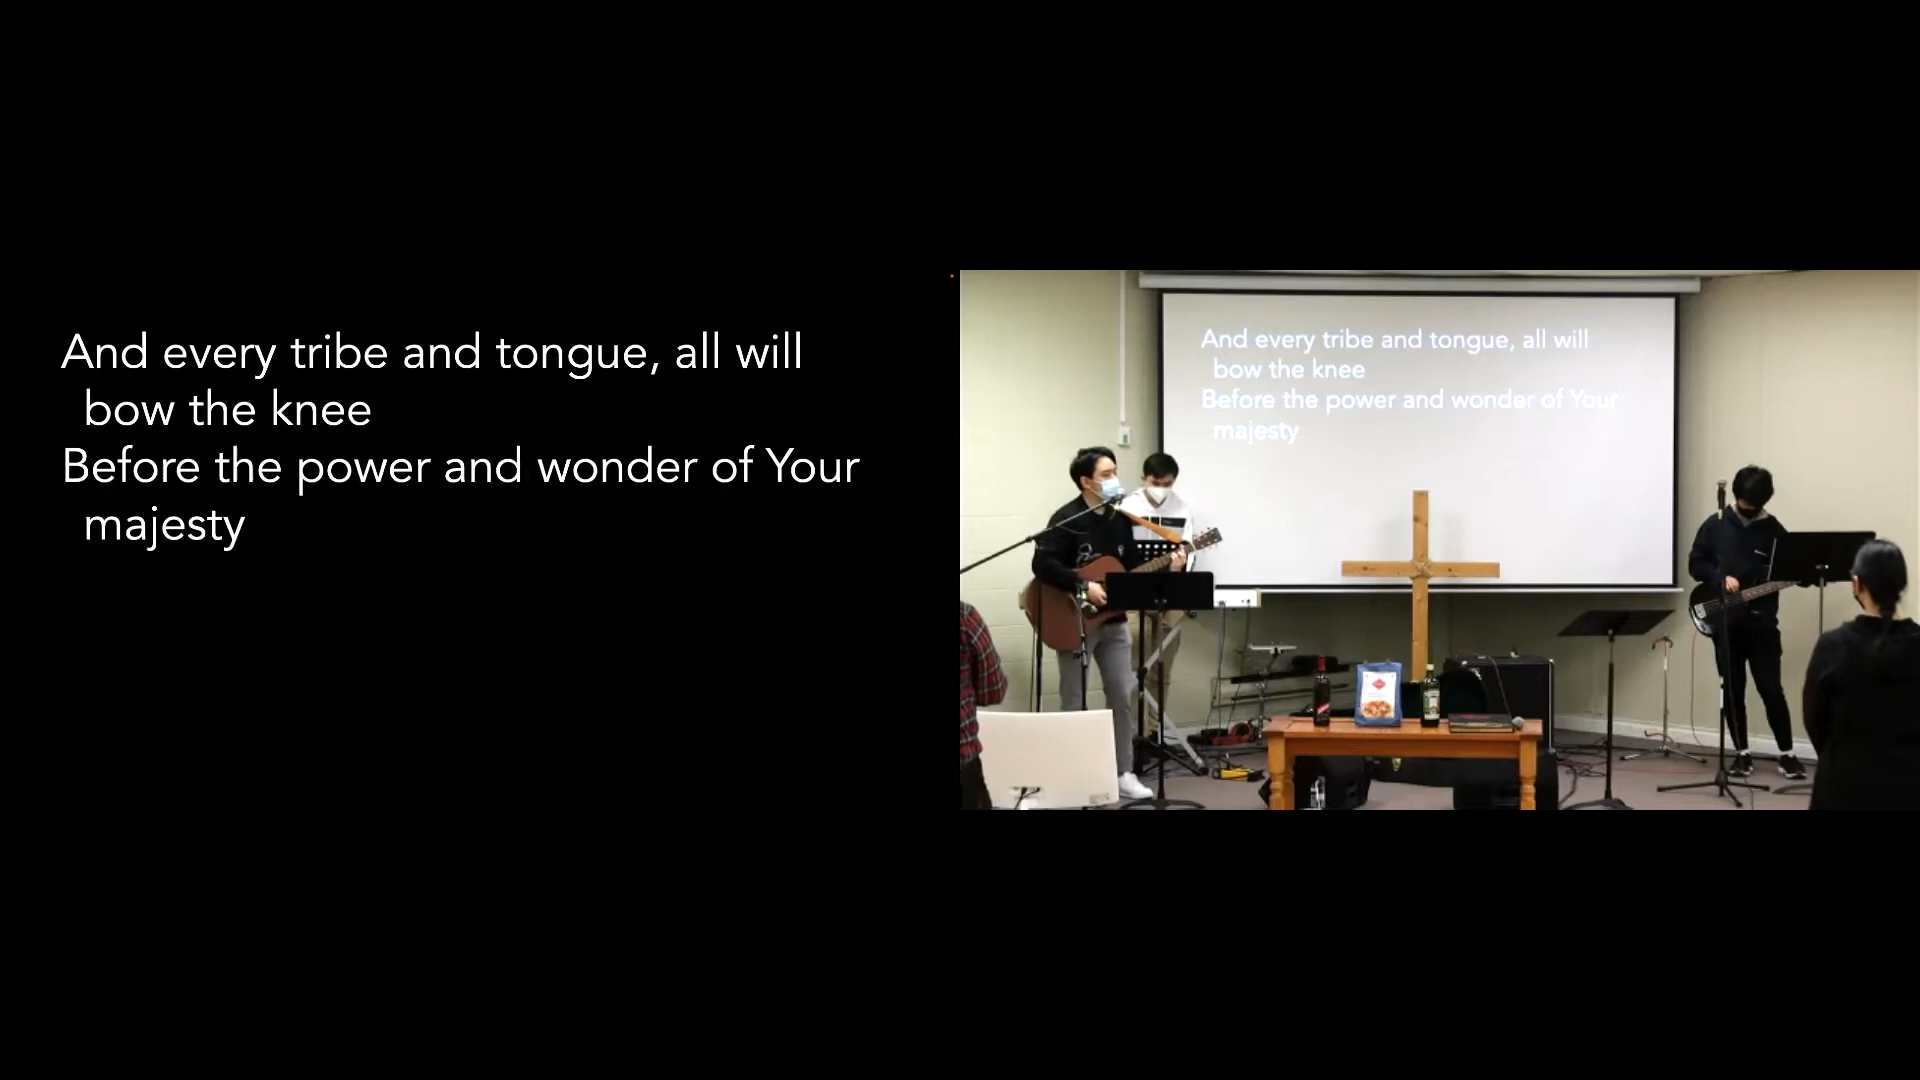 And every tribe and tongue, all will
bow the knee
Before the power and wonder of Your
majesty
And every tribe and tongue, all will
bow the knee
Before the power and wonder of Your
majesty